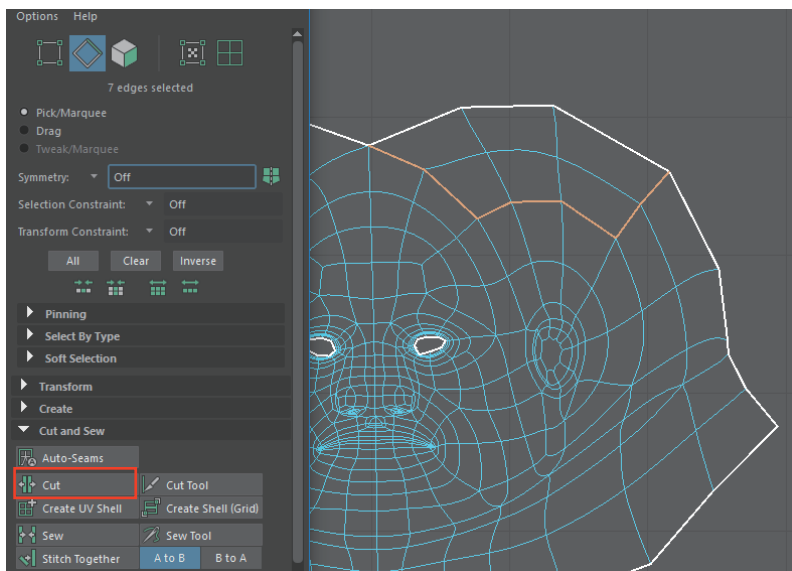 Options Help
7 edges selected
Pick/Marquee
Drag
Tweak/Marquee
Symmetry: Off
Selection Constraint: Off
Transform Constraint: Off
All Clear Inverse
Pinning
Select By Type
Soft Selection
Transform
Create
Cut and Sew
Auto-Seams
Cut Cut Tool
Create UV Shell Create Shell (Grid)
Sew Sew Tool
Stitch Together A to B B to A